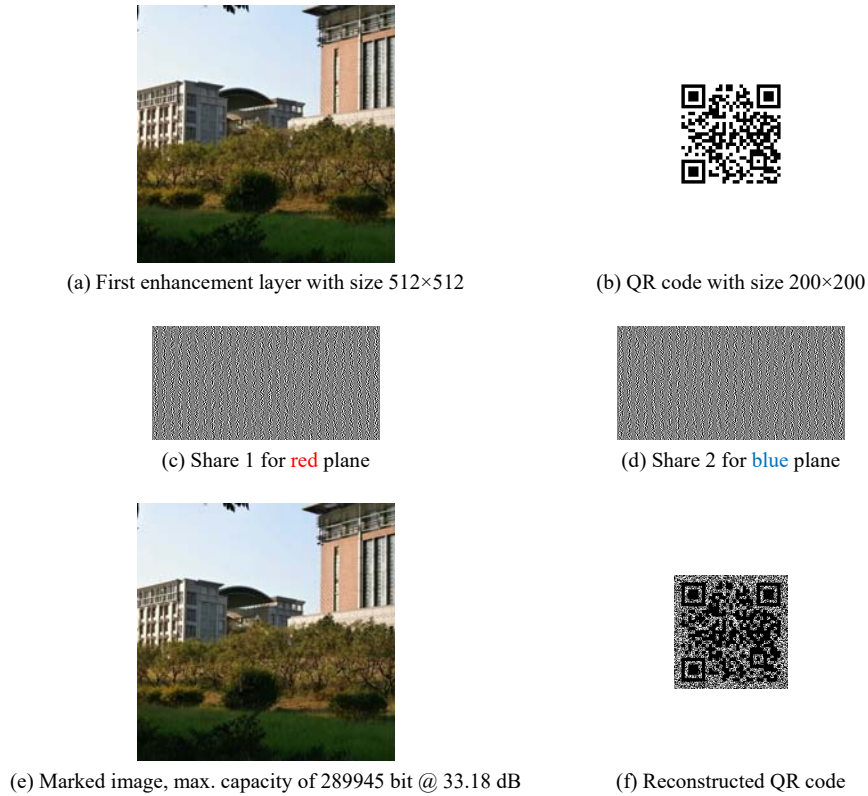 (a) First enhancement layer with size 512×512
(b) QR code with size 200×200
(c) Share 1 for red plane
(d) Share 2 for blue plane
(e) Marked image, max. capacity of 289945 bit @ 33.18 dB
(f) Reconstructed QR code